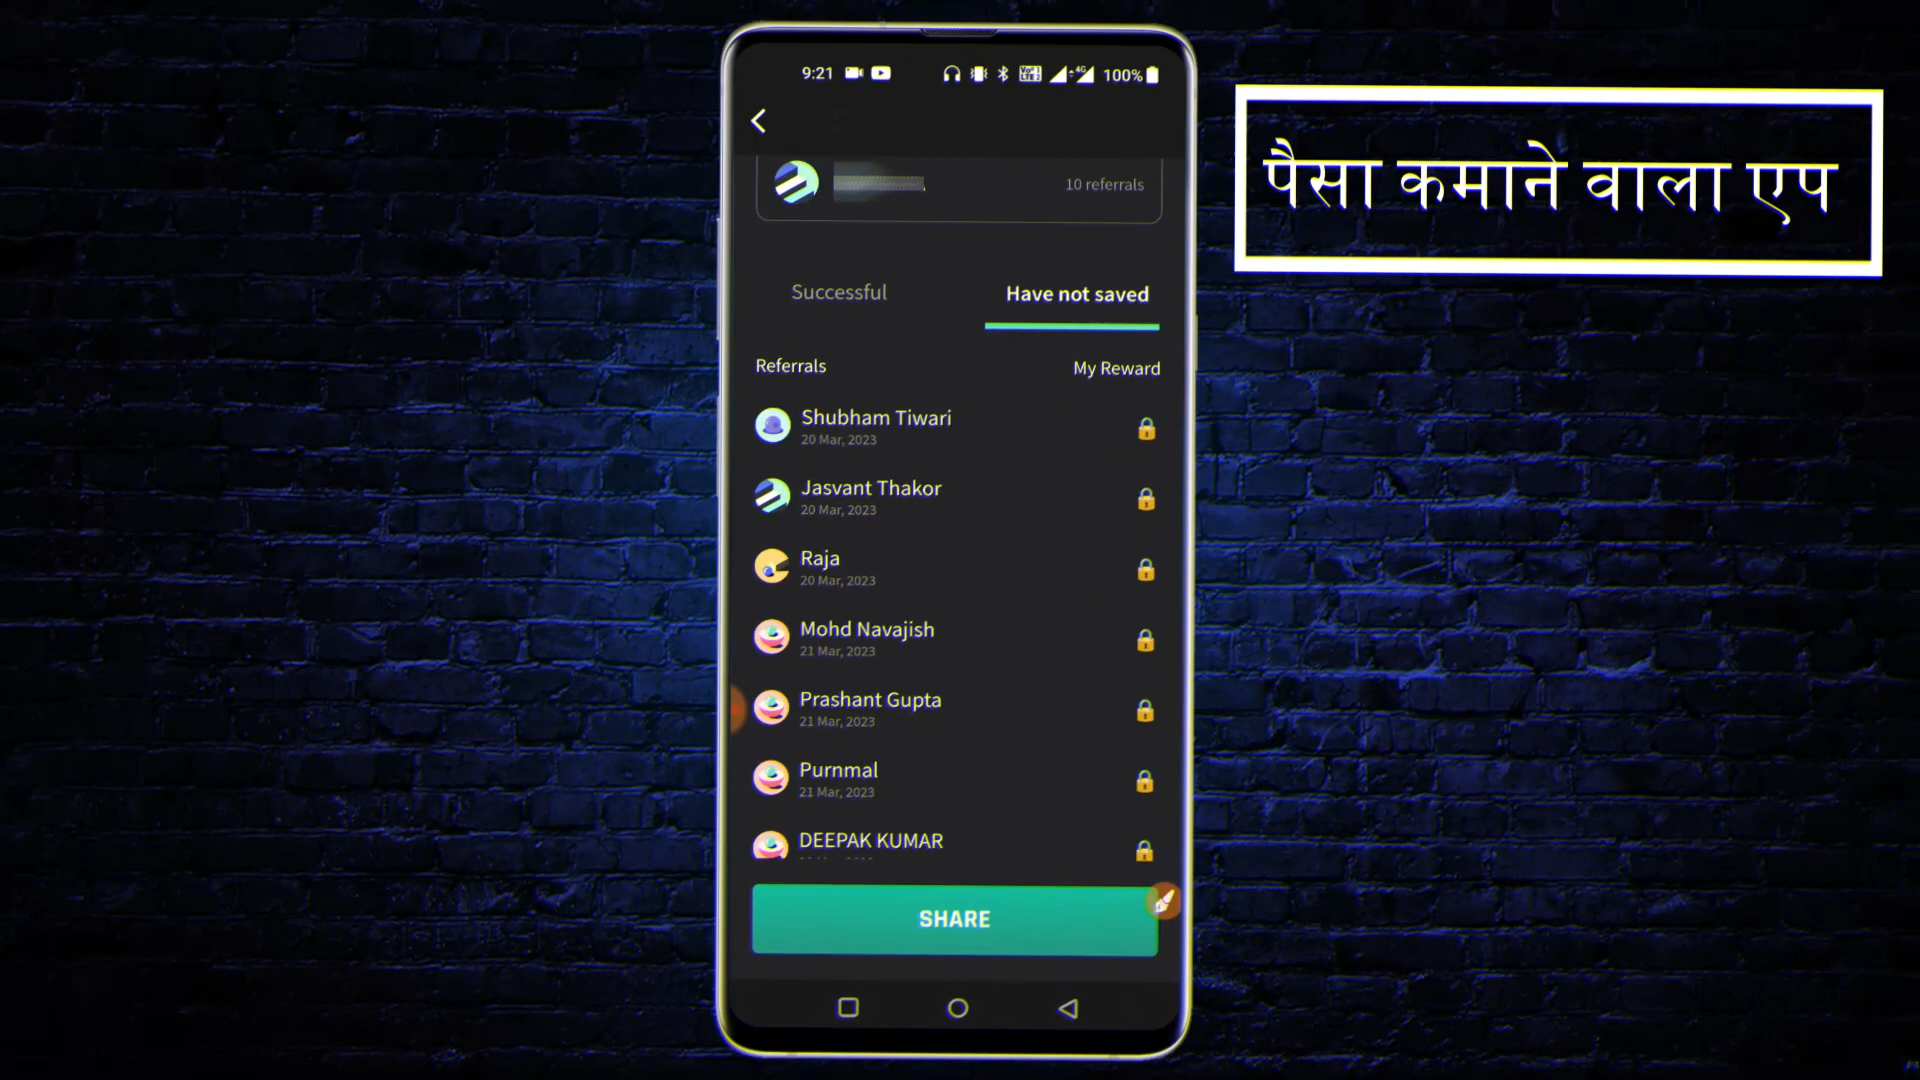 9:21
100%
पैसा कमाने वाला एप
10 referrals
Successful
Have not saved
Referrals
My Reward
Shubham Tiwari
20 Mar, 2023
Jasvant Thakor
20 Mar, 2023
Raja
20 Mar, 2023
Mohd Navajish
21 Mar, 2023
Prashant Gupta
21 Mar, 2023
Purnmal
21 Mar, 2023
DEEPAK KUMAR
SHARE